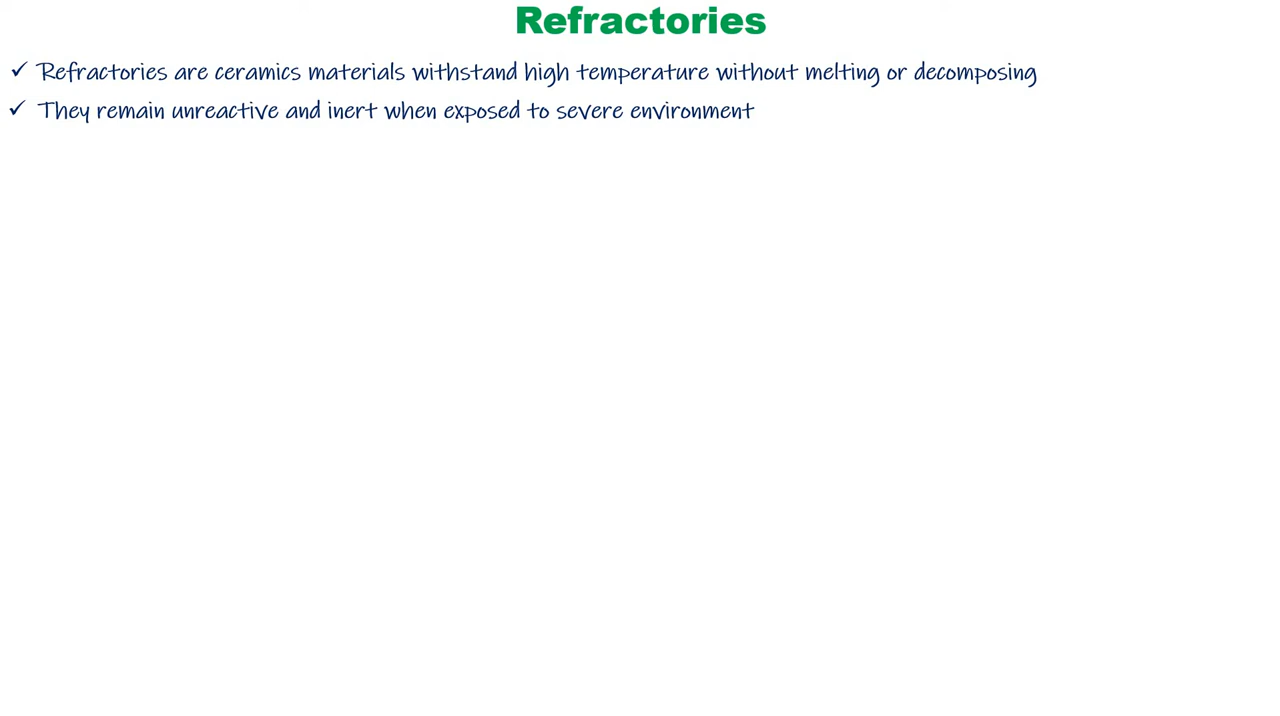 Refractories
✓ Refractories are ceramics materials withstand high temperature without melting or decomposing
✓ They remain unreactive and inert when exposed to severe environment